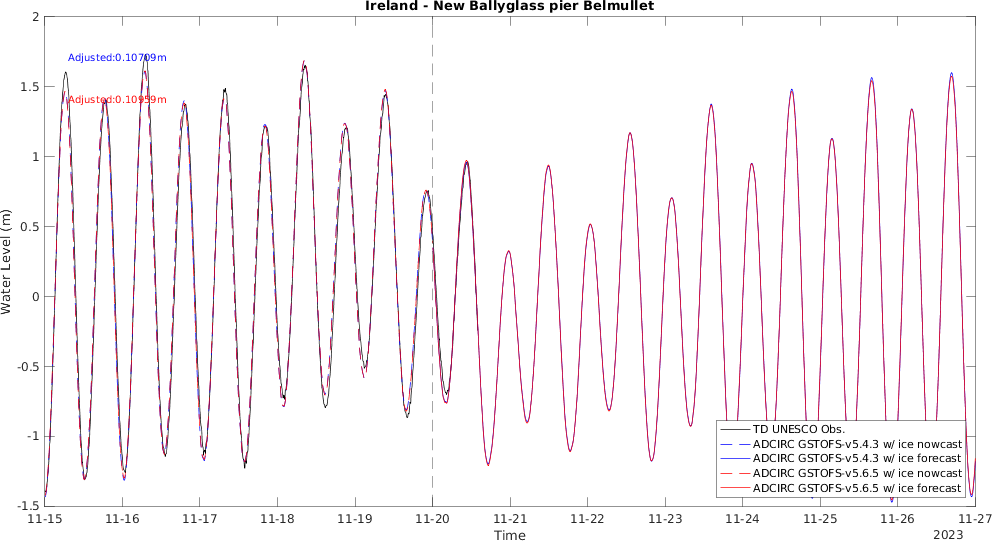 Ireland - New Ballyglass pier Belmullet
Water Level (m)
2
1.5
1
0.5
0
-0.5
-1
-1.5
Adjusted:0.10709m
Adjusted:0.10959m
TD UNESCO Obs.
ADCIRC GSTOFS-v5.4.3 w/ ice nowcast
ADCIRC GSTOFS-v5.4.3 w/ ice forecast
ADCIRC GSTOFS-v5.6.5 w/ ice nowcast
ADCIRC GSTOFS-v5.6.5 w/ ice forecast
11-15 11-16 11-17 11-18 11-19 11-20 11-21 11-22 11-23 11-24 11-25 11-26 11-27
Time
2023